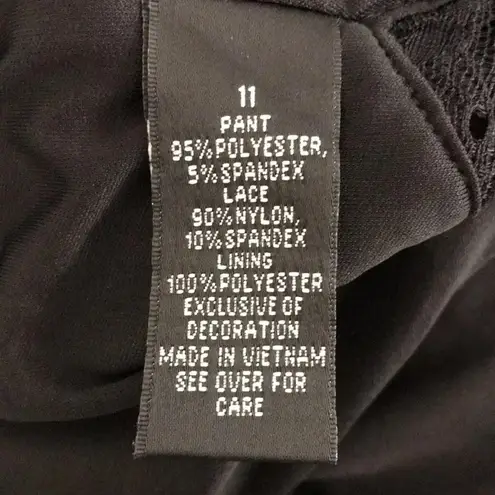 11
PANT
95% POLYESTER,
5% SPANDEX
LACE
90% NYLON,
10% SPANDEX
LINING
100% POLYESTER
EXCLUSIVE OF
DECORATION
MADE IN VIETNAM
SEE OVER FOR
CARE